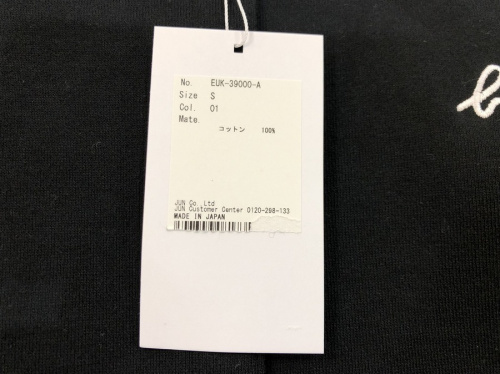 No. EUK-39000-A
Size S
Col. 01
Mate.
コットン 100%
JUN Co. Ltd
JUN Customer Center 0120-298-133
MADE IN JAPAN